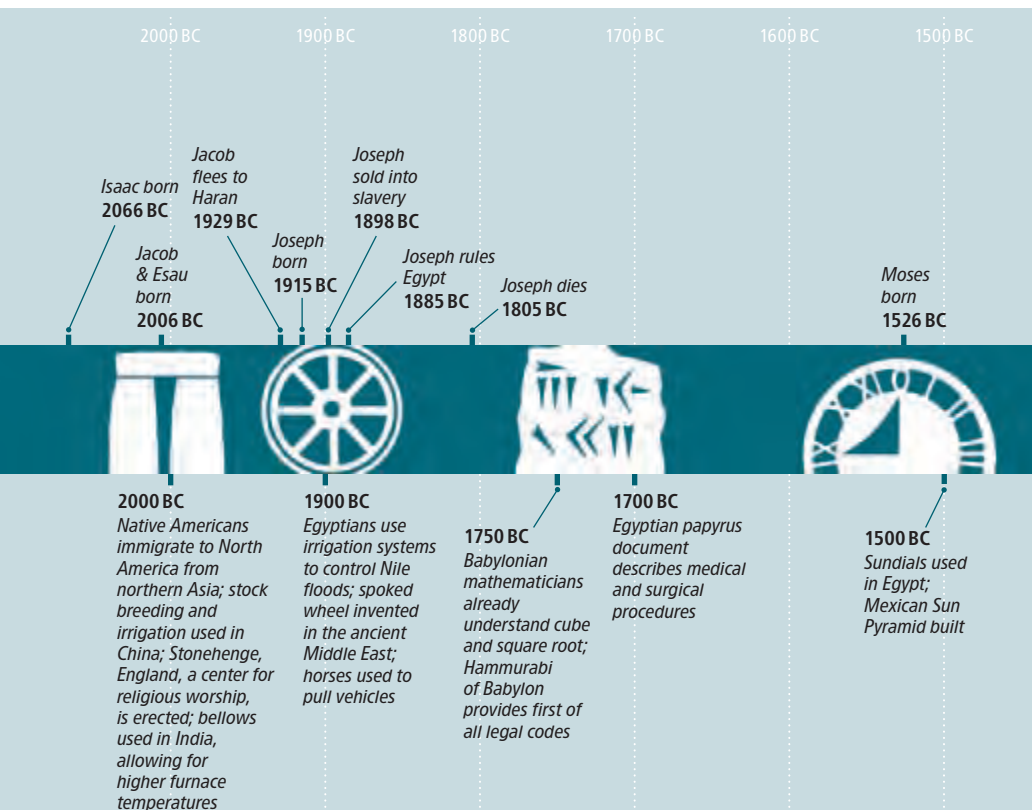 2000 BC 1900 BC 1800 BC 1700 BC 1600 BC 1500 BC
Isaac born
2066 BC
Jacob
& Esau
born
2006 BC
Jacob
flees to
Haran
1929 BC
Joseph
born
1915 BC
Joseph
sold into
slavery
1898 BC
Joseph rules
Egypt
1885 BC
Joseph dies
1805 BC
Moses
born
1526 BC
2000 BC
Native Americans
immigrate to North
America from
northern Asia; stock
breeding and
irrigation used in
China; Stonehenge,
England, a center for
religious worship,
is erected; bellows
used in India,
allowing for
higher furnace
temperatures
1900 BC
Egyptians use
irrigation systems
to control Nile
floods; spoked
wheel invented
in the ancient
Middle East;
horses used to
pull vehicles
1750 BC
Babylonian
mathematicians
already
understand cube
and square root;
Hammurabi
of Babylon
provides first of
all legal codes
1700 BC
Egyptian papyrus
document
describes medical
and surgical
procedures
1500 BC
Sundials used
in Egypt;
Mexican Sun
Pyramid built